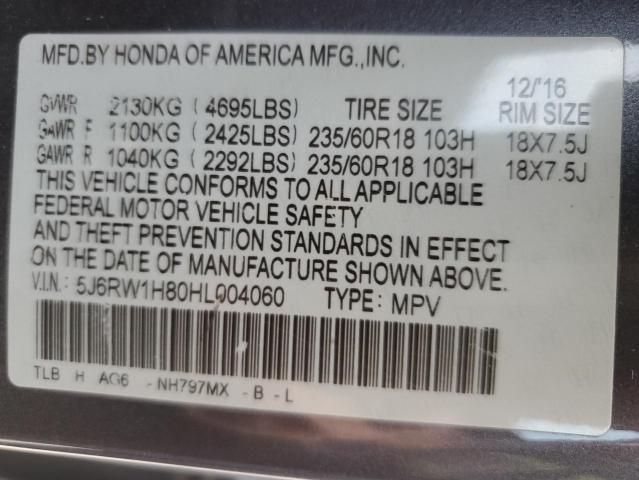 MFD.BY HONDA OF AMERICA MFG.,INC.
12/'16
GVWR 2130KG ( 4695LBS) TIRE SIZE RIM SIZE
GAWR F 1100KG ( 2425LBS) 235/60R18 103H 18X7.5J
GAWR R 1040KG ( 2292LBS) 235/60R18 103H 18X7.5J
THIS VEHICLE CONFORMS TO ALL APPLICABLE
FEDERAL MOTOR VEHICLE SAFETY
AND THEFT PREVENTION STANDARDS IN EFFECT
ON THE DATE OF MANUFACTURE SHOWN ABOVE.
V.I.N.: 5J6RW1H80HL004060 TYPE: MPV
TLB H AG6 -NH797MX -B -L